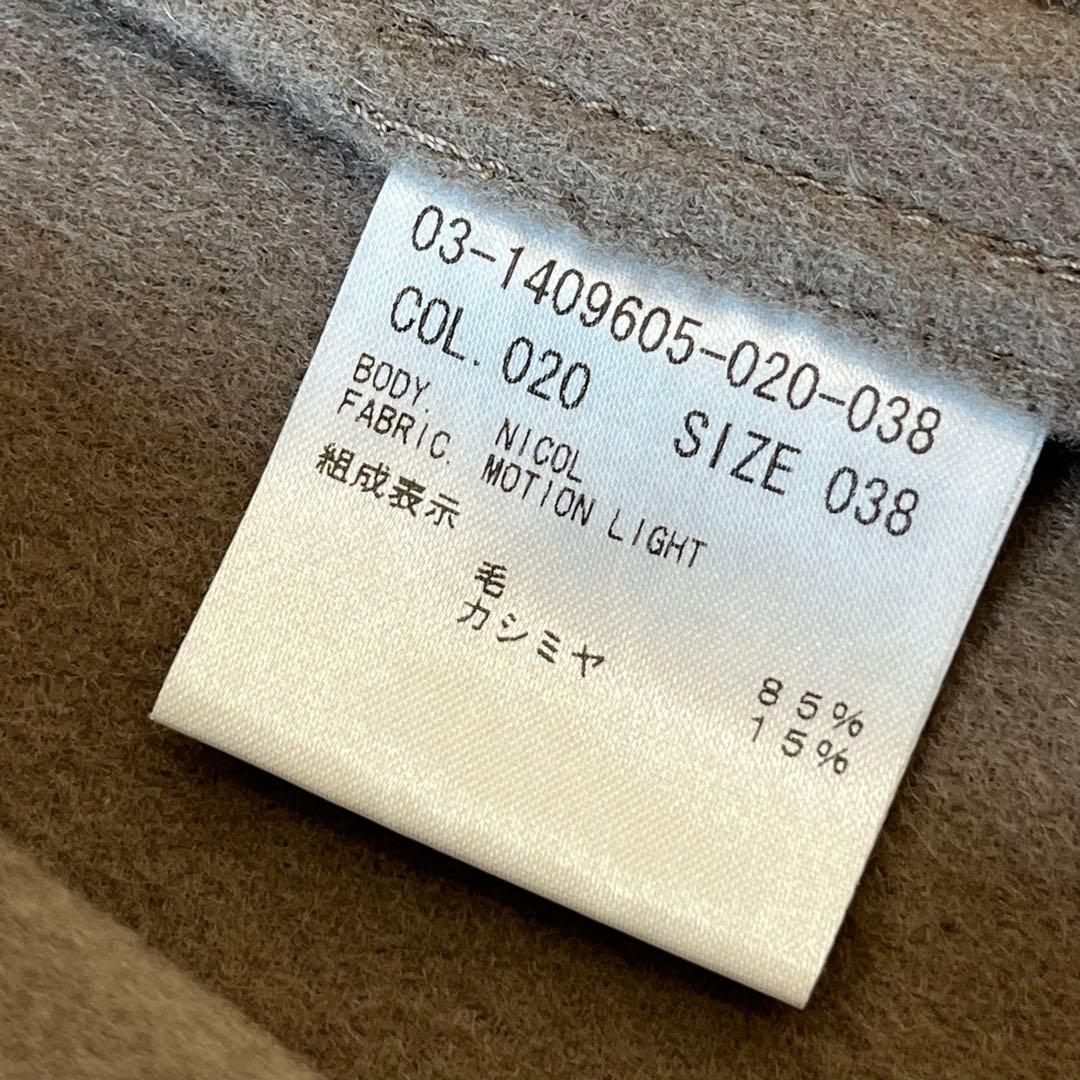 03-1409605-020-038
COL. 020 SIZE 038
BODY. NICOL
FABRIC. MOTION LIGHT
組成表示
毛 85%
カシミヤ 15%